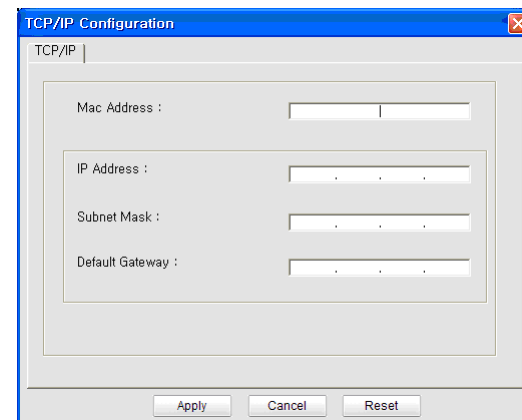 TCP/IP Configuration
TCP/IP
Mac Address :
IP Address :
. . .
Subnet Mask :
. . .
Default Gateway :
. . .
Apply Cancel Reset